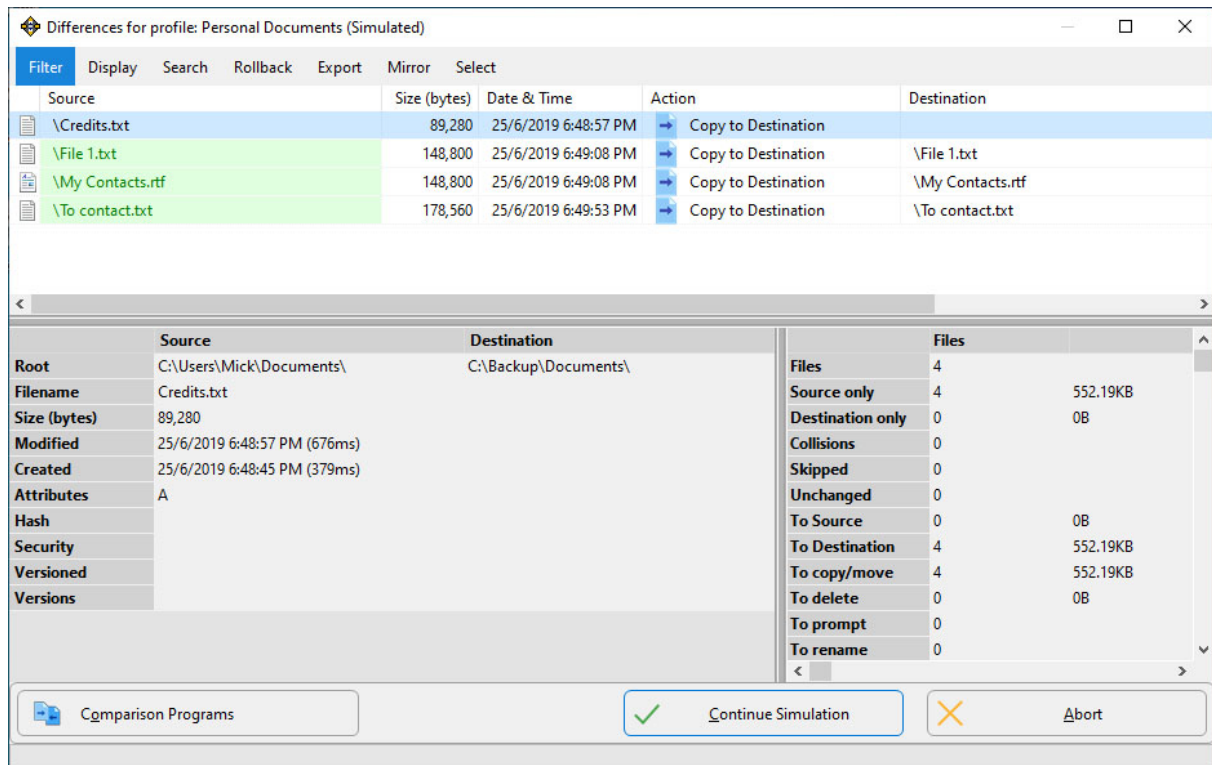 Differences for profile: Personal Documents (Simulated)
Filter Display Search Rollback Export Mirror Select
Source Size (bytes) Date & Time Action Destination
\Credits.txt 89,280 25/6/2019 6:48:57 PM Copy to Destination
\File 1.txt 148,800 25/6/2019 6:49:08 PM Copy to Destination \File 1.txt
\My Contacts.rtf 148,800 25/6/2019 6:49:08 PM Copy to Destination \My Contacts.rtf
\To contact.txt 178,560 25/6/2019 6:49:53 PM Copy to Destination \To contact.txt
Source Destination
Root C:\Users\Mick\Documents\ C:\Backup\Documents\
Filename Credits.txt
Size (bytes) 89,280
Modified 25/6/2019 6:48:57 PM (676ms)
Created 25/6/2019 6:48:45 PM (379ms)
Attributes A
Hash
Security
Versioned
Versions
Files
Files 4
Source only 4 552.19KB
Destination only 0 0B
Collisions 0
Skipped 0
Unchanged 0
To Source 0 0B
To Destination 4 552.19KB
To copy/move 4 552.19KB
To delete 0 0B
To prompt 0
To rename 0
Comparison Programs Continue Simulation Abort